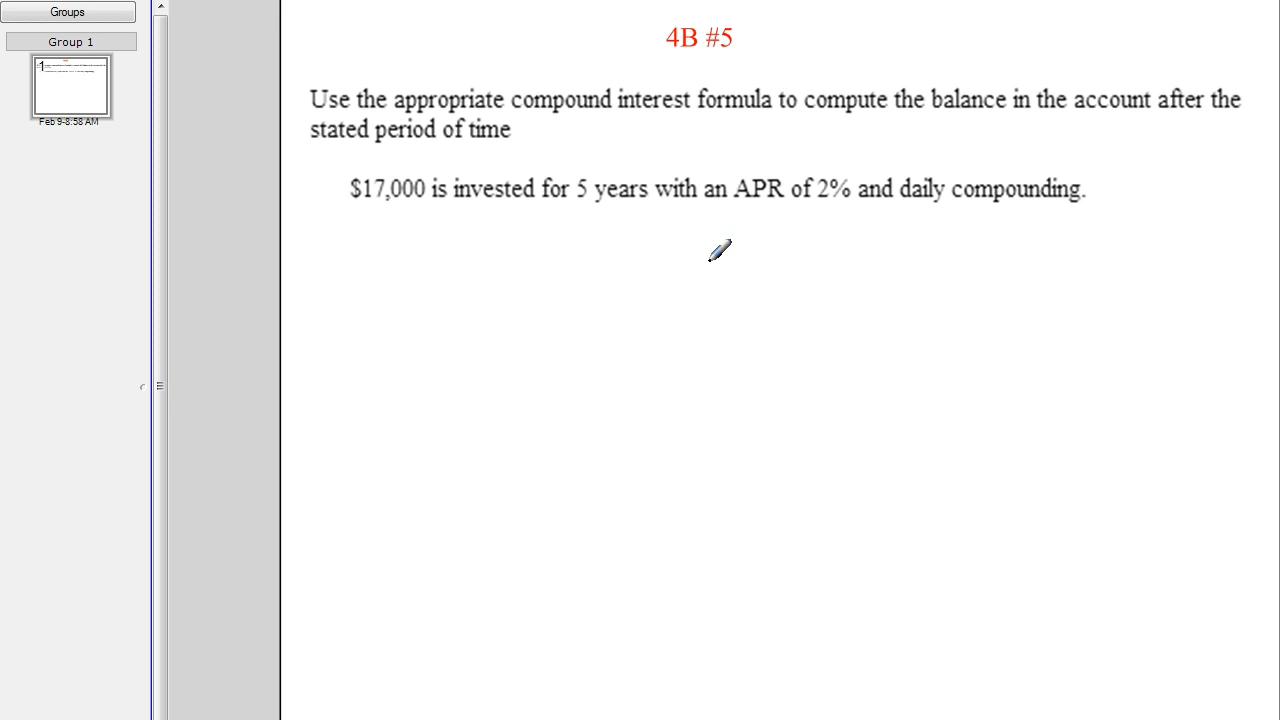 Groups
Group 1
1
Feb 9-8:58 AM
4B #5
Use the appropriate compound interest formula to compute the balance in the account after the
stated period of time
$17,000 is invested for 5 years with an APR of 2% and daily compounding.